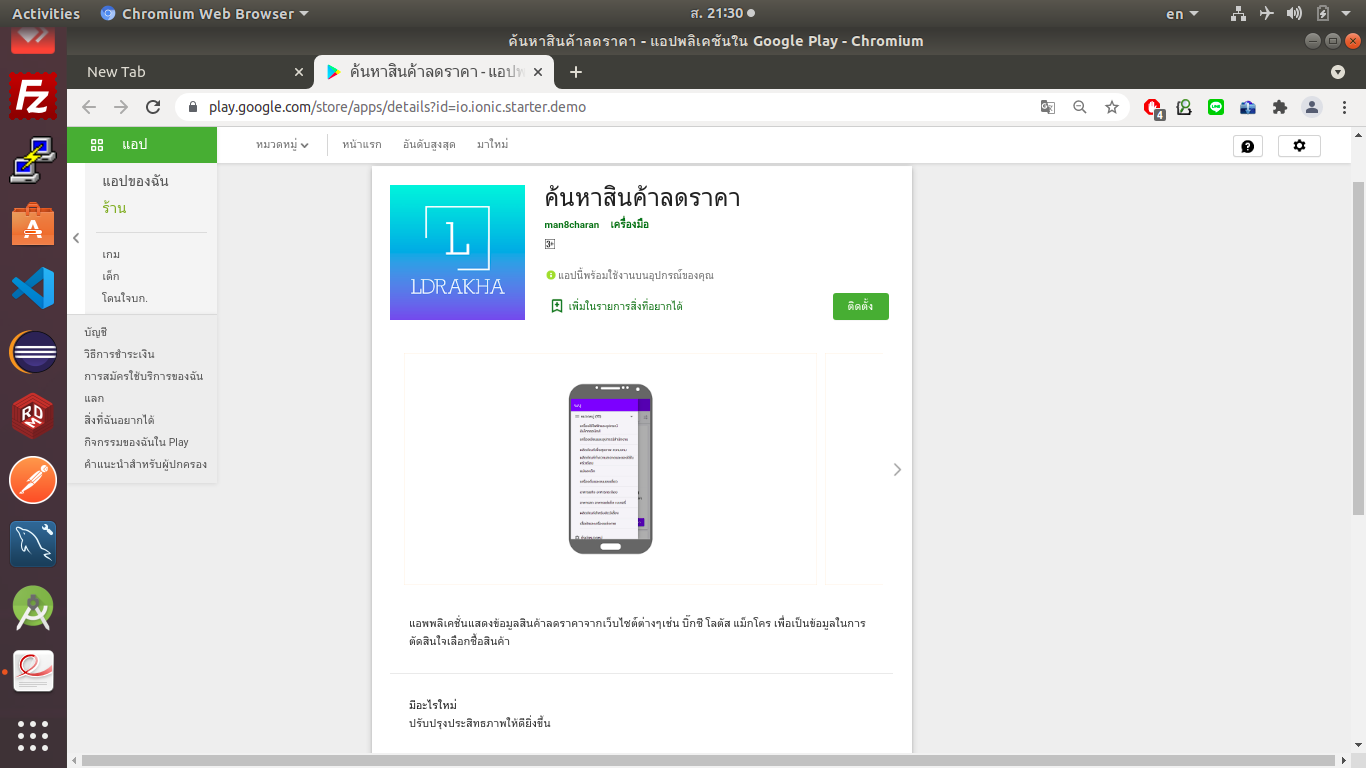 Activities
Chromium Web Browser
ส. 21:30
en
ค้นหาสินค้าลดราคา - แอปพลิเคชันใน Google Play - Chromium
New Tab
ค้นหาสินค้าลดราคา - แอปพ
play.google.com/store/apps/details?id=io.ionic.starter.demo
4
แอป
หมวดหมู่
หน้าแรก
อันดับสูงสุด
มาใหม่
แอปของฉัน
ร้าน
เกม
เด็ก
โดนใจบก.
บัญชี
วิธีการชำระเงิน
การสมัครใช้บริการของฉัน
แลก
สิ่งที่ฉันอยากได้
กิจกรรมของฉันใน Play
คำแนะนำสำหรับผู้ปกครอง
L
LDRAKHA
ค้นหาสินค้าลดราคา
man8charan เครื่องมือ
3+
แอปนี้พร้อมใช้งานบนอุปกรณ์ของคุณ
เพิ่มในรายการสิ่งที่อยากได้
ติดตั้ง
แอพพลิเคชั่นแสดงข้อมูลสินค้าลดราคาจากเว็บไซต์ต่างๆเช่น บิ๊กซี โลตัส แม็กโคร เพื่อเป็นข้อมูลในการ
ตัดสินใจเลือกซื้อสินค้า
มีอะไรใหม่
ปรับปรุงประสิทธภาพให้ดียิ่งขึ้น